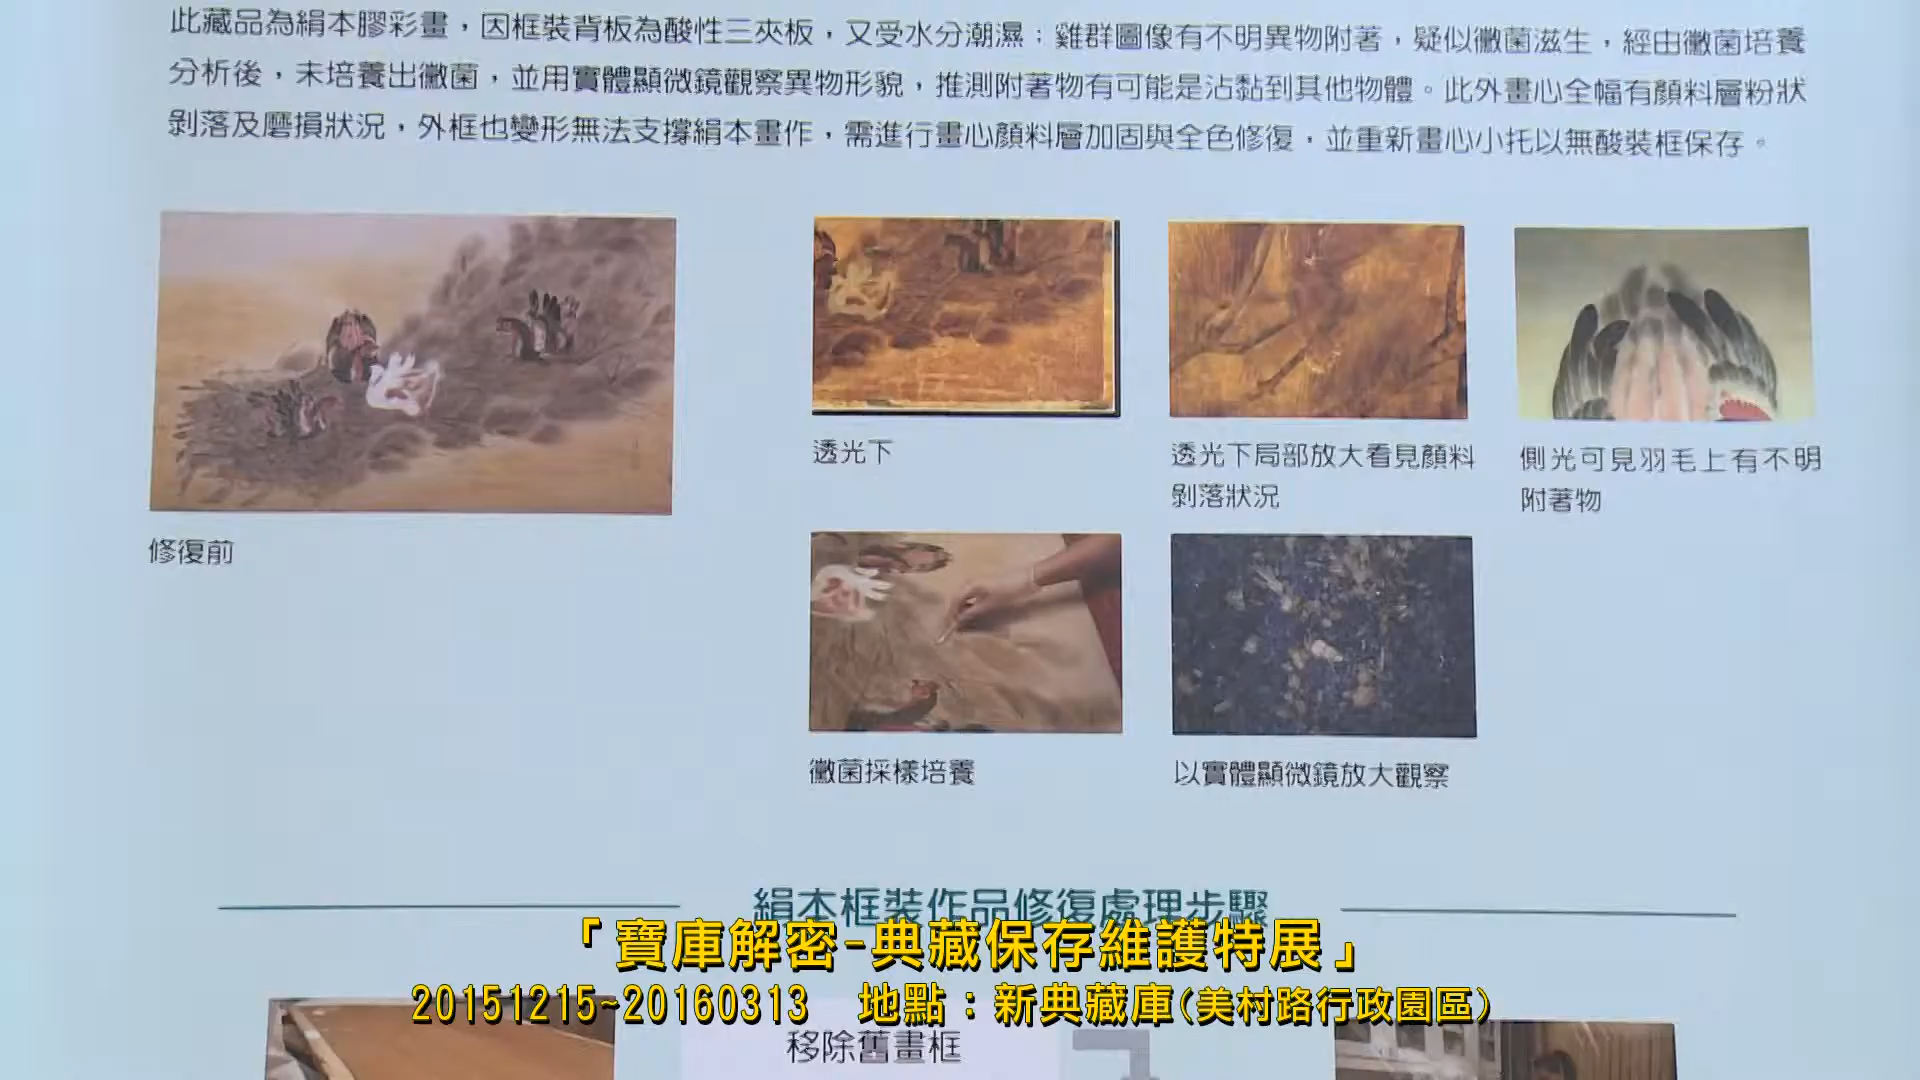 此藏品為絹本膠彩畫，因框裝背板為酸性三夾板，又受水分潮濕；雞群圖像有不明異物附著，疑似黴菌滋生，經由黴菌培養
分析後，未培養出黴菌，並用實體顯微鏡觀察異物形貌，推測附著物有可能是沾黏到其他物體。此外畫心全幅有顏料層粉狀
剝落及磨損狀況，外框也變形無法支撐絹本畫作，需進行畫心顏料層加固與全色修復，並重新畫心小托以無酸裝框保存。
修復前
透光下
透光下局部放大看見顏料
剝落狀況
側光可見羽毛上有不明
附著物
黴菌採樣培養
以實體顯微鏡放大觀察
絹本框裝作品修復處理步驟
「寶庫解密-典藏保存維護特展」
20151215~20160313 地點：新典藏庫(美村路行政園區)
移除舊畫框